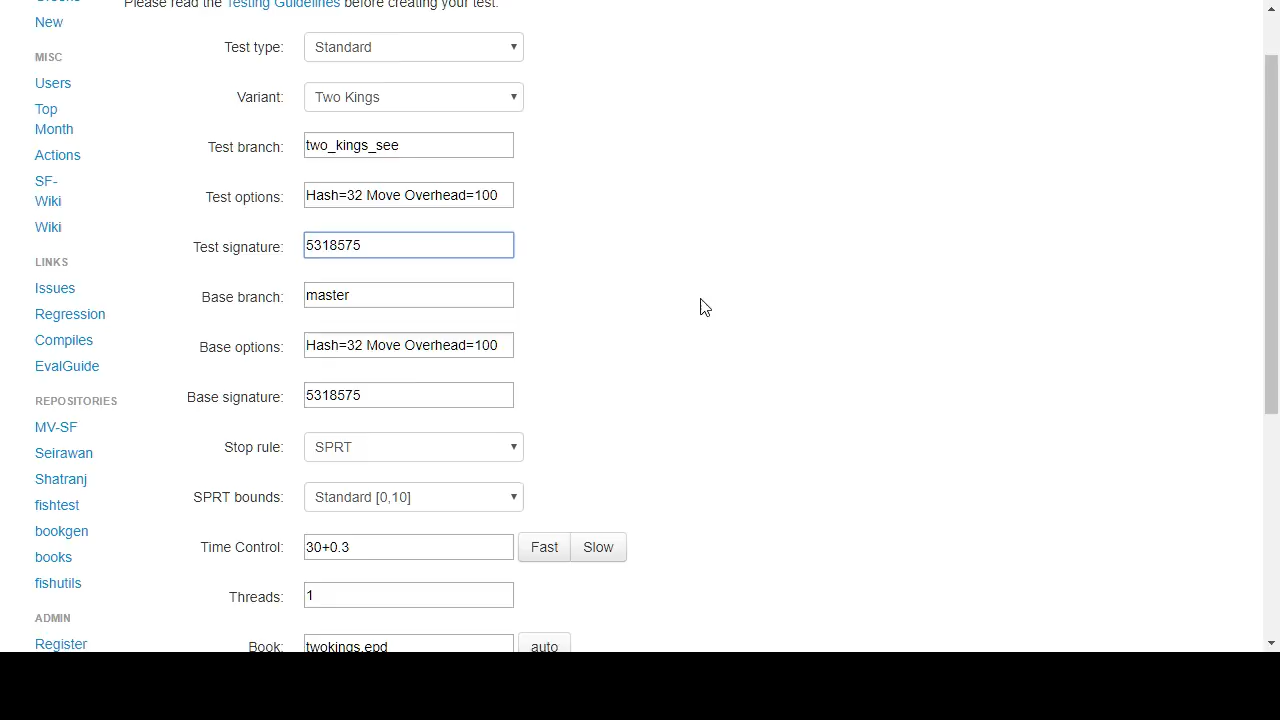 Please read the Testing Guidelines before creating your test.
New
MISC
Users
Top
Month
Actions
SF-
Wiki
Wiki
LINKS
Issues
Regression
Compiles
EvalGuide
REPOSITORIES
MV-SF
Seirawan
Shatranj
fishtest
bookgen
books
fishutils
ADMIN
Register
Test type: Standard
Variant: Two Kings
Test branch: two_kings_see
Test options: Hash=32 Move Overhead=100
Test signature: 5318575
Base branch: master
Base options: Hash=32 Move Overhead=100
Base signature: 5318575
Stop rule: SPRT
SPRT bounds: Standard [0,10]
Time Control: 30+0.3 Fast Slow
Threads: 1
Book: twokings.epd auto